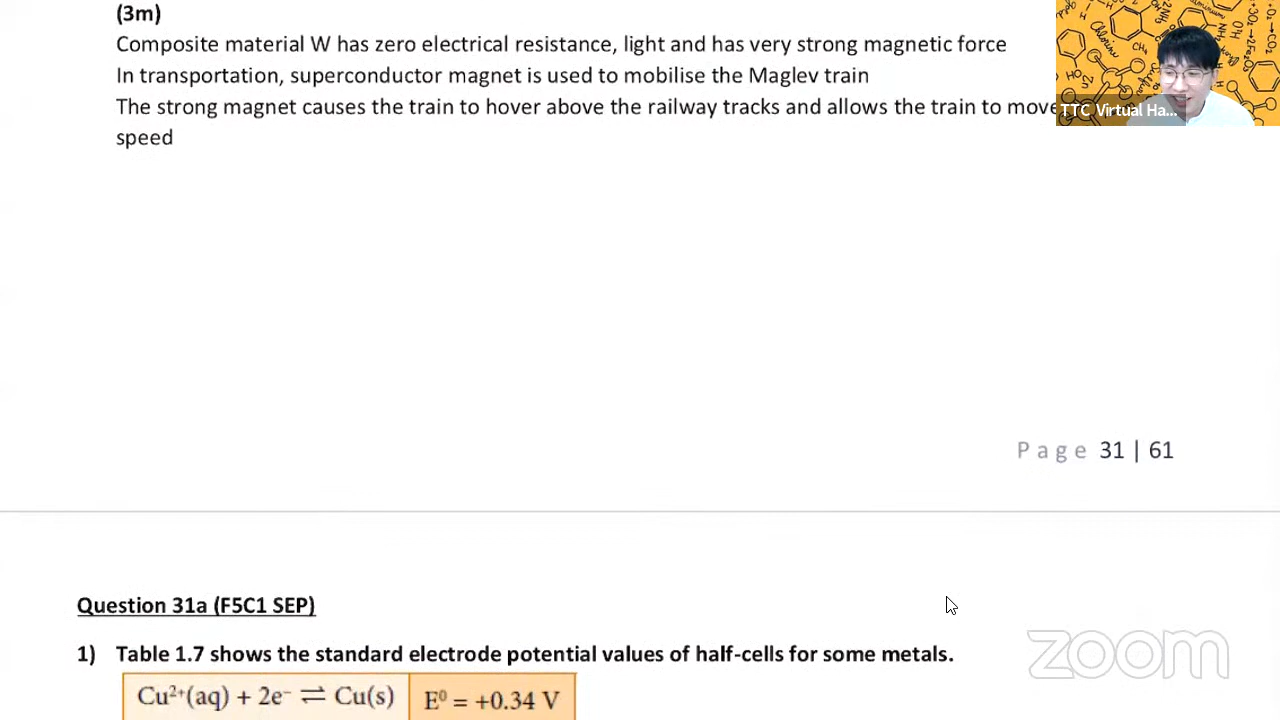 (3m)
Composite material W has zero electrical resistance, light and has very strong magnetic force
In transportation, superconductor magnet is used to mobilise the Maglev train
The strong magnet causes the train to hover above the railway tracks and allows the train to move
speed
TTC Virtual Ha...
Page 31 | 61
Question 31a (F5C1 SEP)
zoom
1) Table 1.7 shows the standard electrode potential values of half-cells for some metals.
Cu²⁺(aq) + 2e⁻ ⇌ Cu(s) E⁰ = +0.34 V